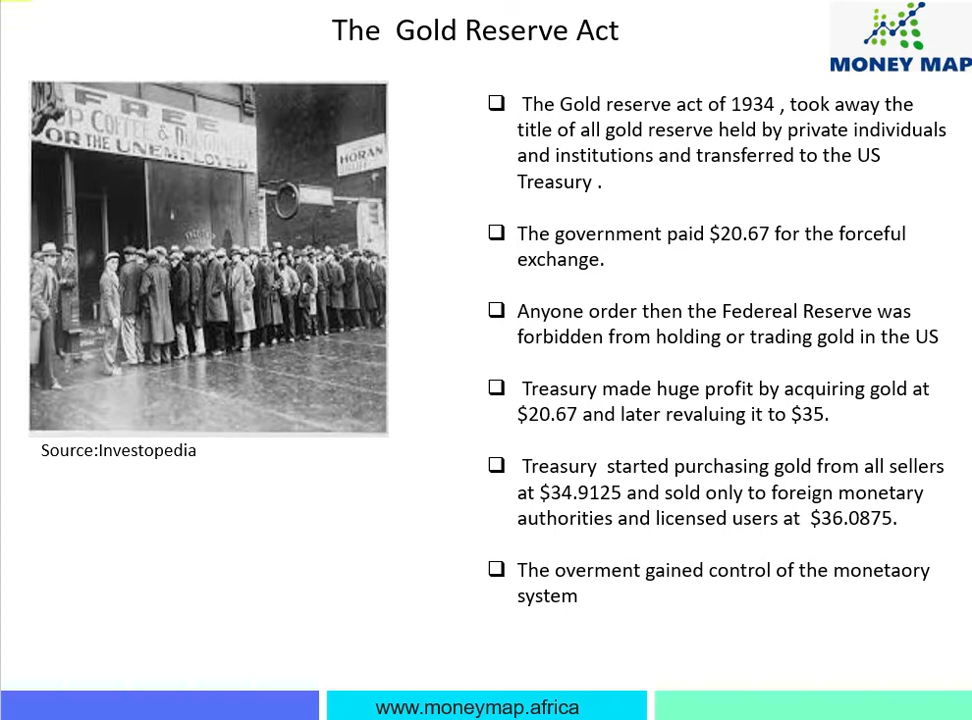 The Gold Reserve Act
MONEY MAP
FREE
COFFEE &
FOR THE UNEMPLOYED
HORAN
Source:Investopedia
❑ The Gold reserve act of 1934 , took away the
title of all gold reserve held by private individuals
and institutions and transferred to the US
Treasury .
❑ The government paid $20.67 for the forceful
exchange.
❑ Anyone order then the Federeal Reserve was
forbidden from holding or trading gold in the US
❑ Treasury made huge profit by acquiring gold at
$20.67 and later revaluing it to $35.
❑ Treasury started purchasing gold from all sellers
at $34.9125 and sold only to foreign monetary
authorities and licensed users at $36.0875.
❑ The overment gained control of the monetaory
system
www.moneymap.africa